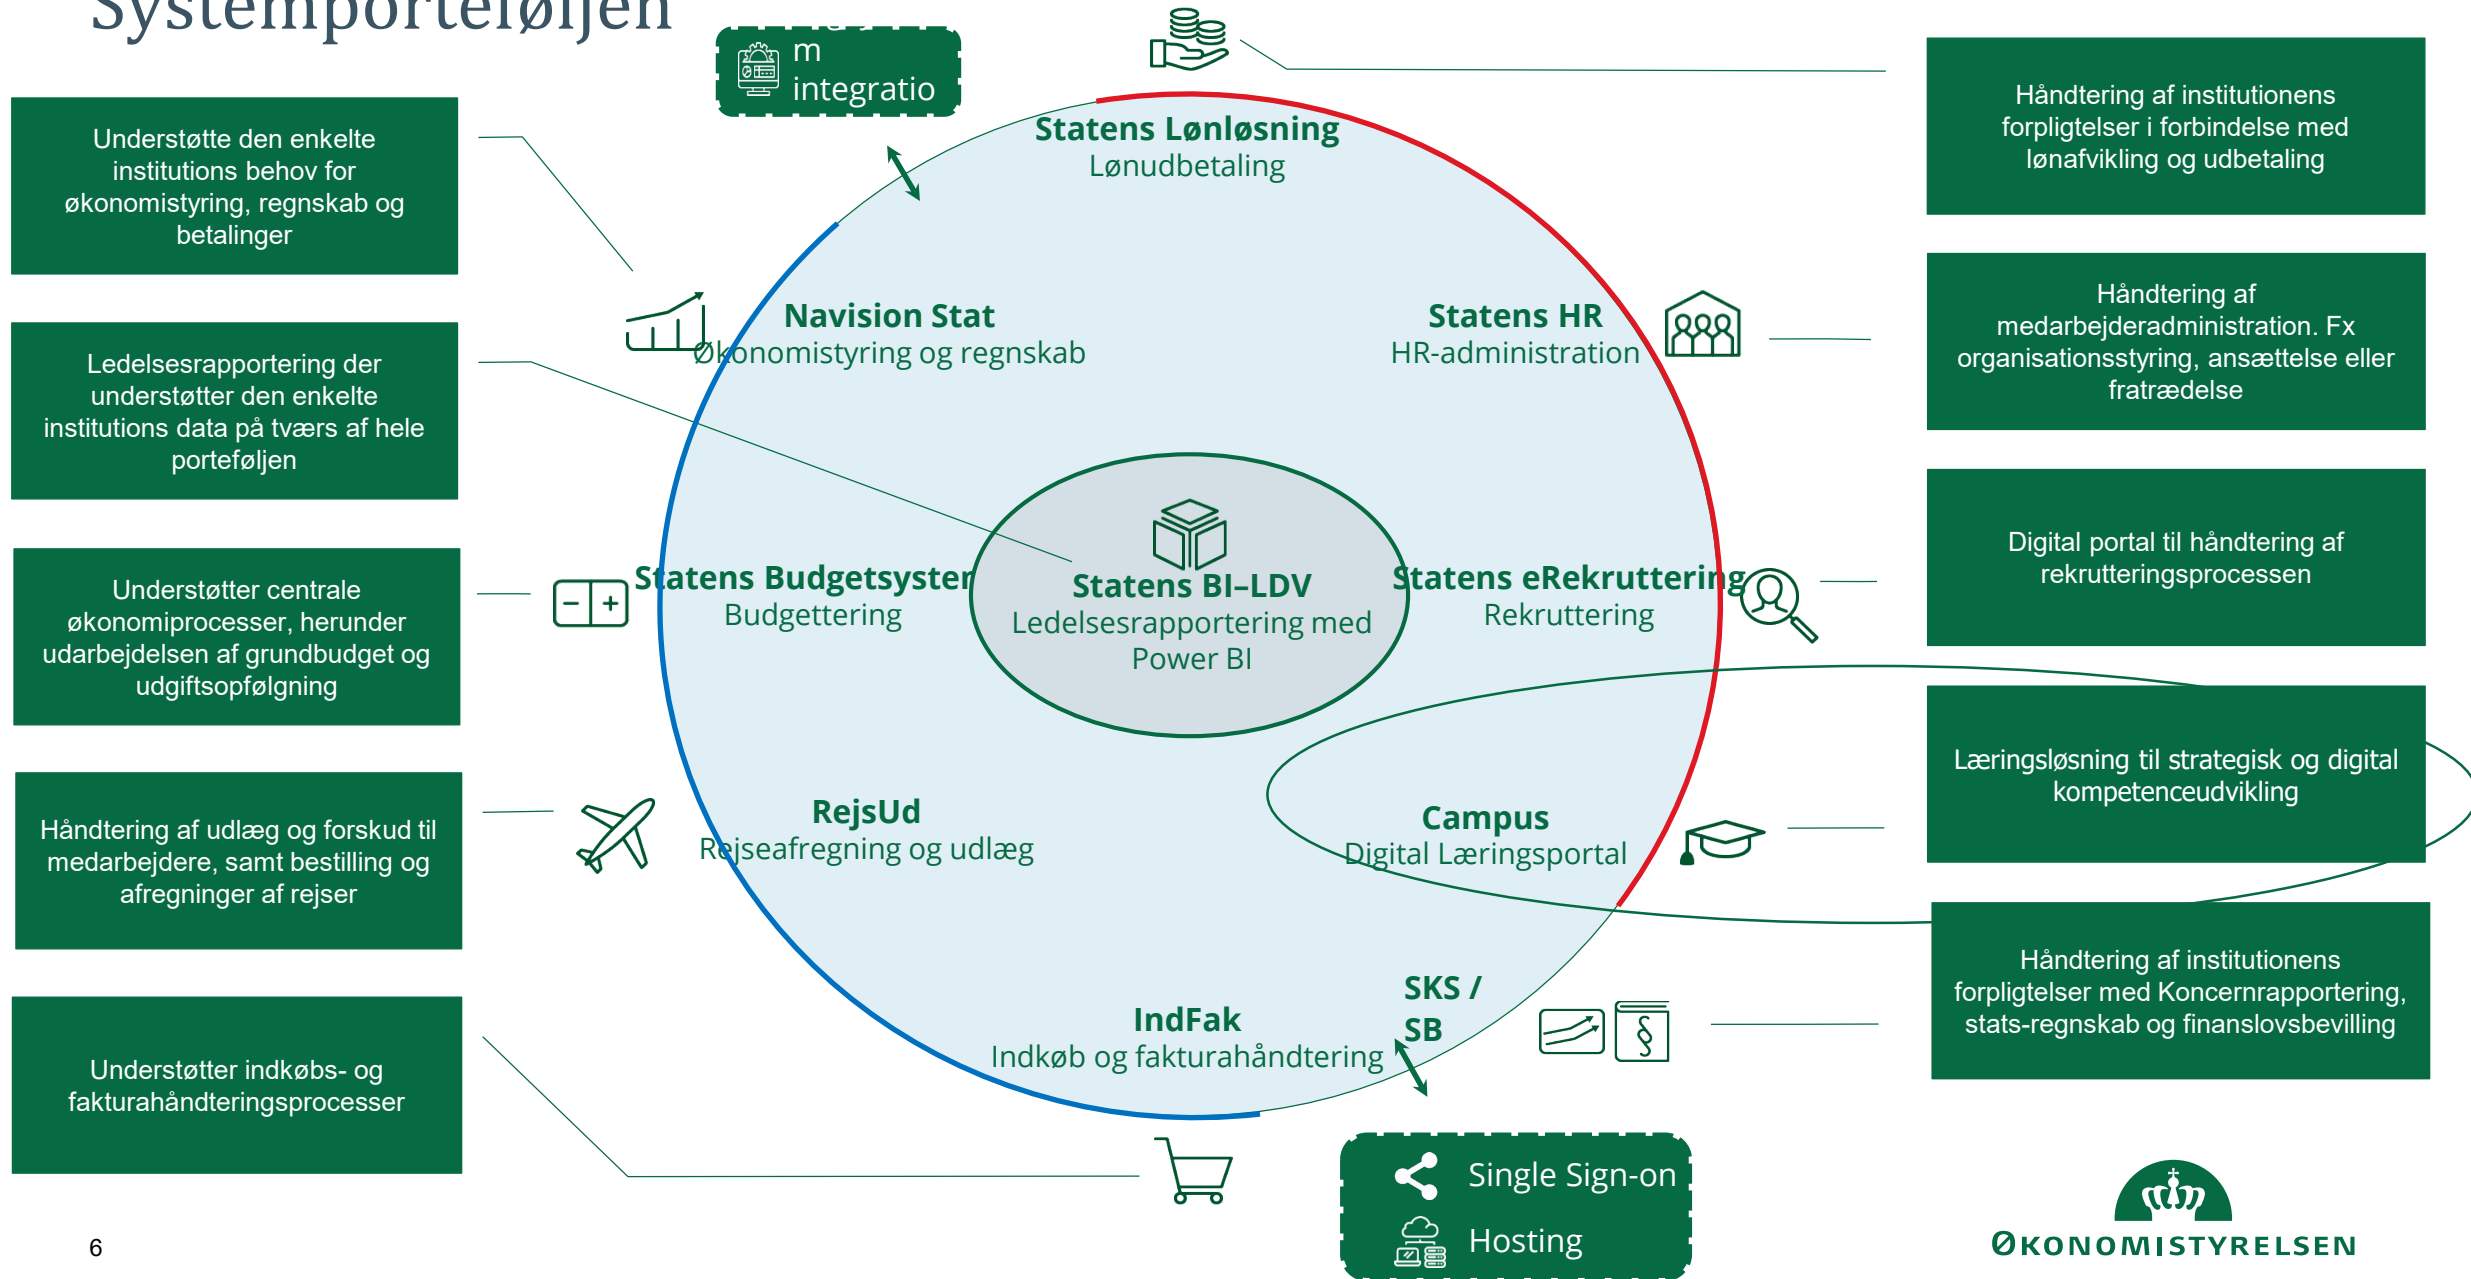 Systemporteføljen
m
integratio
Understøtte den enkelte
institutions behov for
økonomistyring, regnskab og
betalinger
Ledelsesrapportering der
understøtter den enkelte
institutions data på tværs af hele
porteføljen
Understøtter centrale
økonomiprocesser, herunder
udarbejdelsen af grundbudget og
udgiftsopfølgning
Håndtering af udlæg og forskud til
medarbejdere, samt bestilling og
afregninger af rejser
Understøtter indkøbs- og
fakturahåndteringsprocesser
Statens Lønløsning
Lønudbetaling
Navision Stat
Økonomistyring og regnskab
Statens HR
HR-administration
Statens Budgetsyster
Budgettering
Statens BI–LDV
Ledelsesrapportering med
Power BI
Statens eRekruttering
Rekruttering
RejsUd
Rejseafregning og udlæg
Campus
Digital Læringsportal
IndFak
Indkøb og fakturahåndtering
SKS /
SB
Single Sign-on
Hosting
Håndtering af institutionens
forpligtelser i forbindelse med
lønafvikling og udbetaling
Håndtering af
medarbejderadministration. Fx
organisationsstyring, ansættelse eller
fratrædelse
Digital portal til håndtering af
rekrutteringsprocessen
Læringsløsning til strategisk og digital
kompetenceudvikling
Håndtering af institutionens
forpligtelser med Koncernrapportering,
stats-regnskab og finanslovsbevilling
6
ØKONOMISTYRELSEN